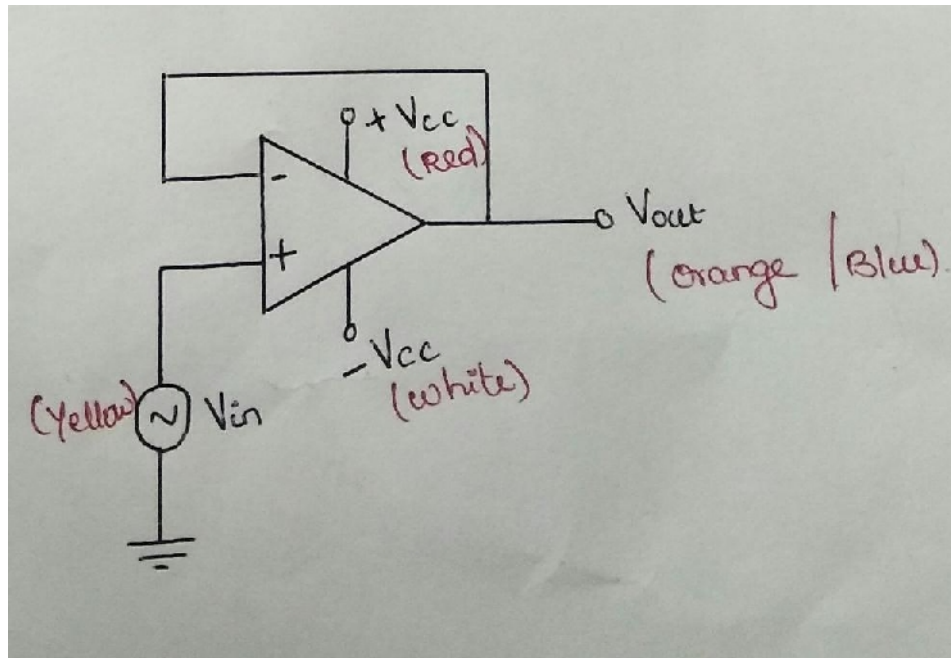 + Vcc
(Red)
-
+
Vout
(Orange / Blue)
- Vcc
(White)
(Yellow)
~
Vin